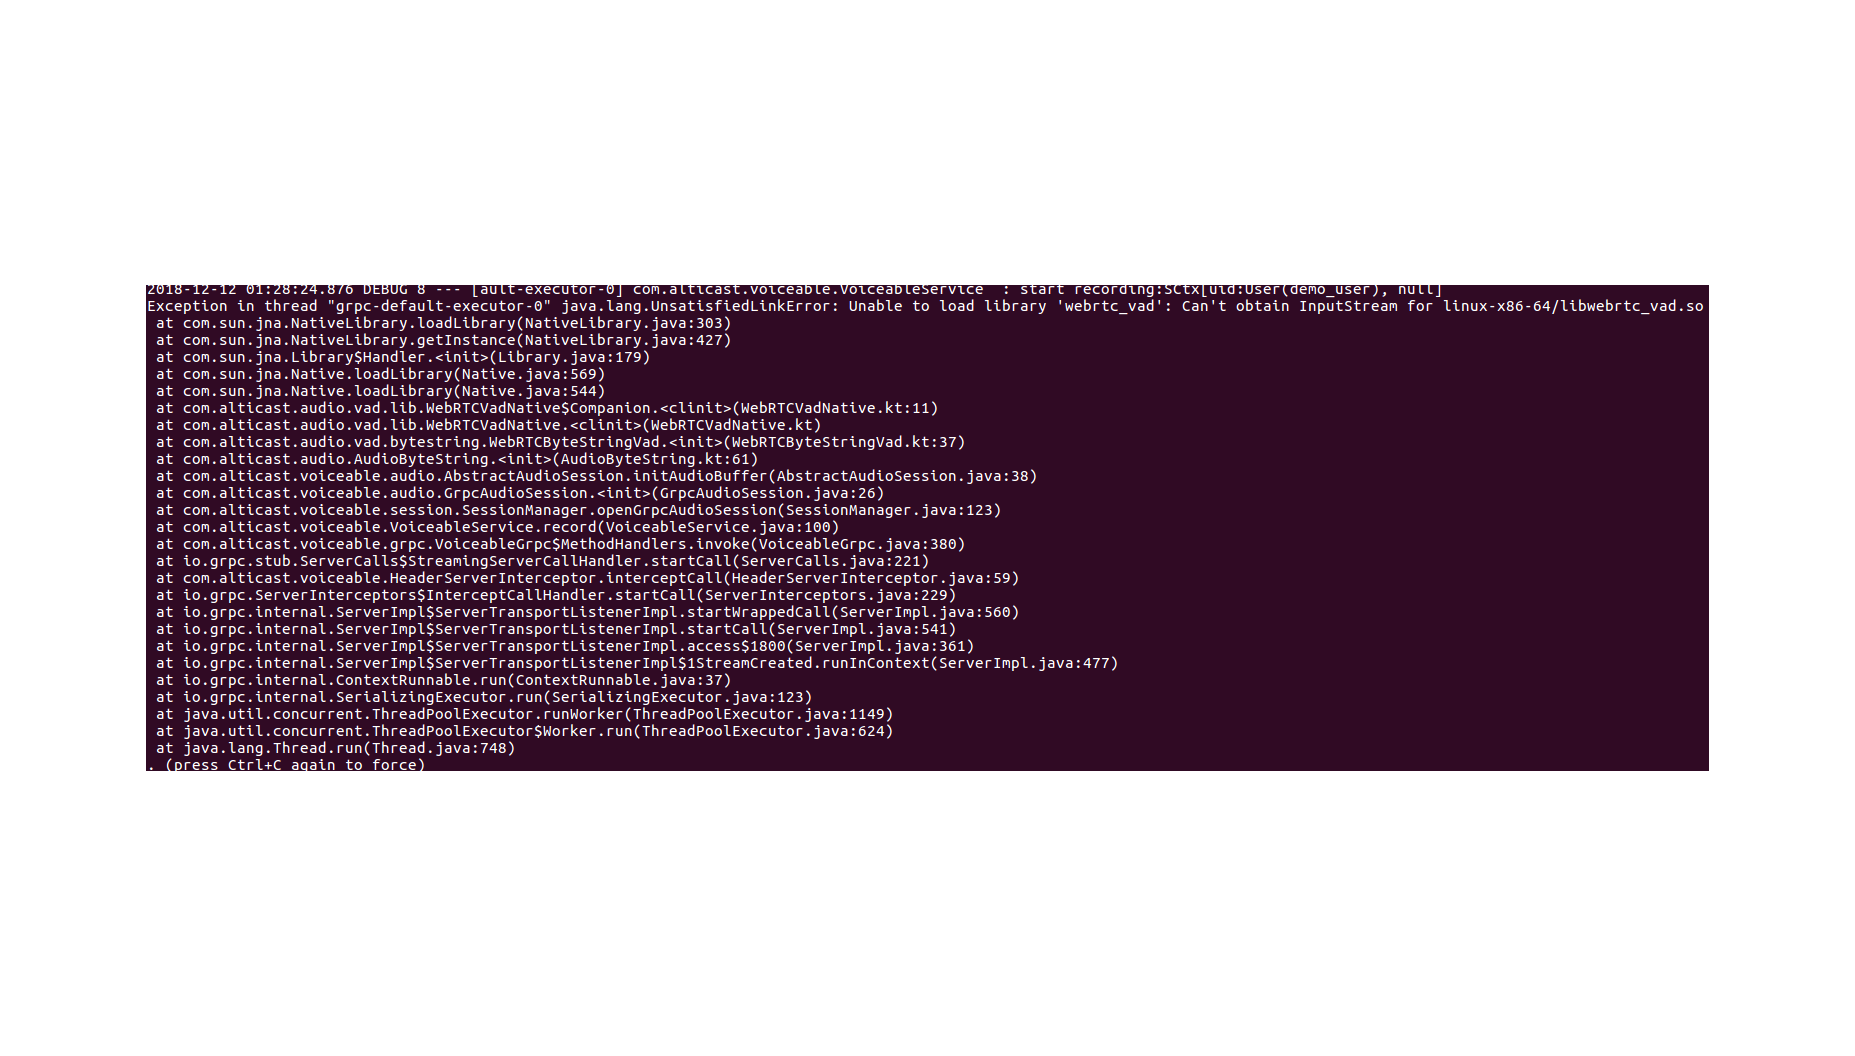 2018-12-12 01:28:24.876 DEBUG 8 --- [ault-executor-0] com.alticast.voiceable.VoiceableService  : start recording:SCtx[uid:User(demo_user), null]
Exception in thread "grpc-default-executor-0" java.lang.UnsatisfiedLinkError: Unable to load library 'webrtc_vad': Can't obtain InputStream for linux-x86-64/libwebrtc_vad.so
 at com.sun.jna.NativeLibrary.loadLibrary(NativeLibrary.java:303)
 at com.sun.jna.NativeLibrary.getInstance(NativeLibrary.java:427)
 at com.sun.jna.Library$Handler.<init>(Library.java:179)
 at com.sun.jna.Native.loadLibrary(Native.java:569)
 at com.sun.jna.Native.loadLibrary(Native.java:544)
 at com.alticast.audio.vad.lib.WebRTCVadNative$Companion.<clinit>(WebRTCVadNative.kt:11)
 at com.alticast.audio.vad.lib.WebRTCVadNative.<clinit>(WebRTCVadNative.kt)
 at com.alticast.audio.vad.bytestring.WebRTCByteStringVad.<init>(WebRTCByteStringVad.kt:37)
 at com.alticast.audio.AudioByteString.<init>(AudioByteString.kt:61)
 at com.alticast.voiceable.audio.AbstractAudioSession.initAudioBuffer(AbstractAudioSession.java:38)
 at com.alticast.voiceable.audio.GrpcAudioSession.<init>(GrpcAudioSession.java:26)
 at com.alticast.voiceable.session.SessionManager.openGrpcAudioSession(SessionManager.java:123)
 at com.alticast.voiceable.VoiceableService.record(VoiceableService.java:100)
 at com.alticast.voiceable.grpc.VoiceableGrpc$MethodHandlers.invoke(VoiceableGrpc.java:380)
 at io.grpc.stub.ServerCalls$StreamingServerCallHandler.startCall(ServerCalls.java:221)
 at com.alticast.voiceable.HeaderServerInterceptor.interceptCall(HeaderServerInterceptor.java:59)
 at io.grpc.ServerInterceptors$InterceptCallHandler.startCall(ServerInterceptors.java:229)
 at io.grpc.internal.ServerImpl$ServerTransportListenerImpl.startWrappedCall(ServerImpl.java:560)
 at io.grpc.internal.ServerImpl$ServerTransportListenerImpl.startCall(ServerImpl.java:541)
 at io.grpc.internal.ServerImpl$ServerTransportListenerImpl.access$1800(ServerImpl.java:361)
 at io.grpc.internal.ServerImpl$ServerTransportListenerImpl$1StreamCreated.runInContext(ServerImpl.java:477)
 at io.grpc.internal.ContextRunnable.run(ContextRunnable.java:37)
 at io.grpc.internal.SerializingExecutor.run(SerializingExecutor.java:123)
 at java.util.concurrent.ThreadPoolExecutor.runWorker(ThreadPoolExecutor.java:1149)
 at java.util.concurrent.ThreadPoolExecutor$Worker.run(ThreadPoolExecutor.java:624)
 at java.lang.Thread.run(Thread.java:748)
. (press Ctrl+C again to force)